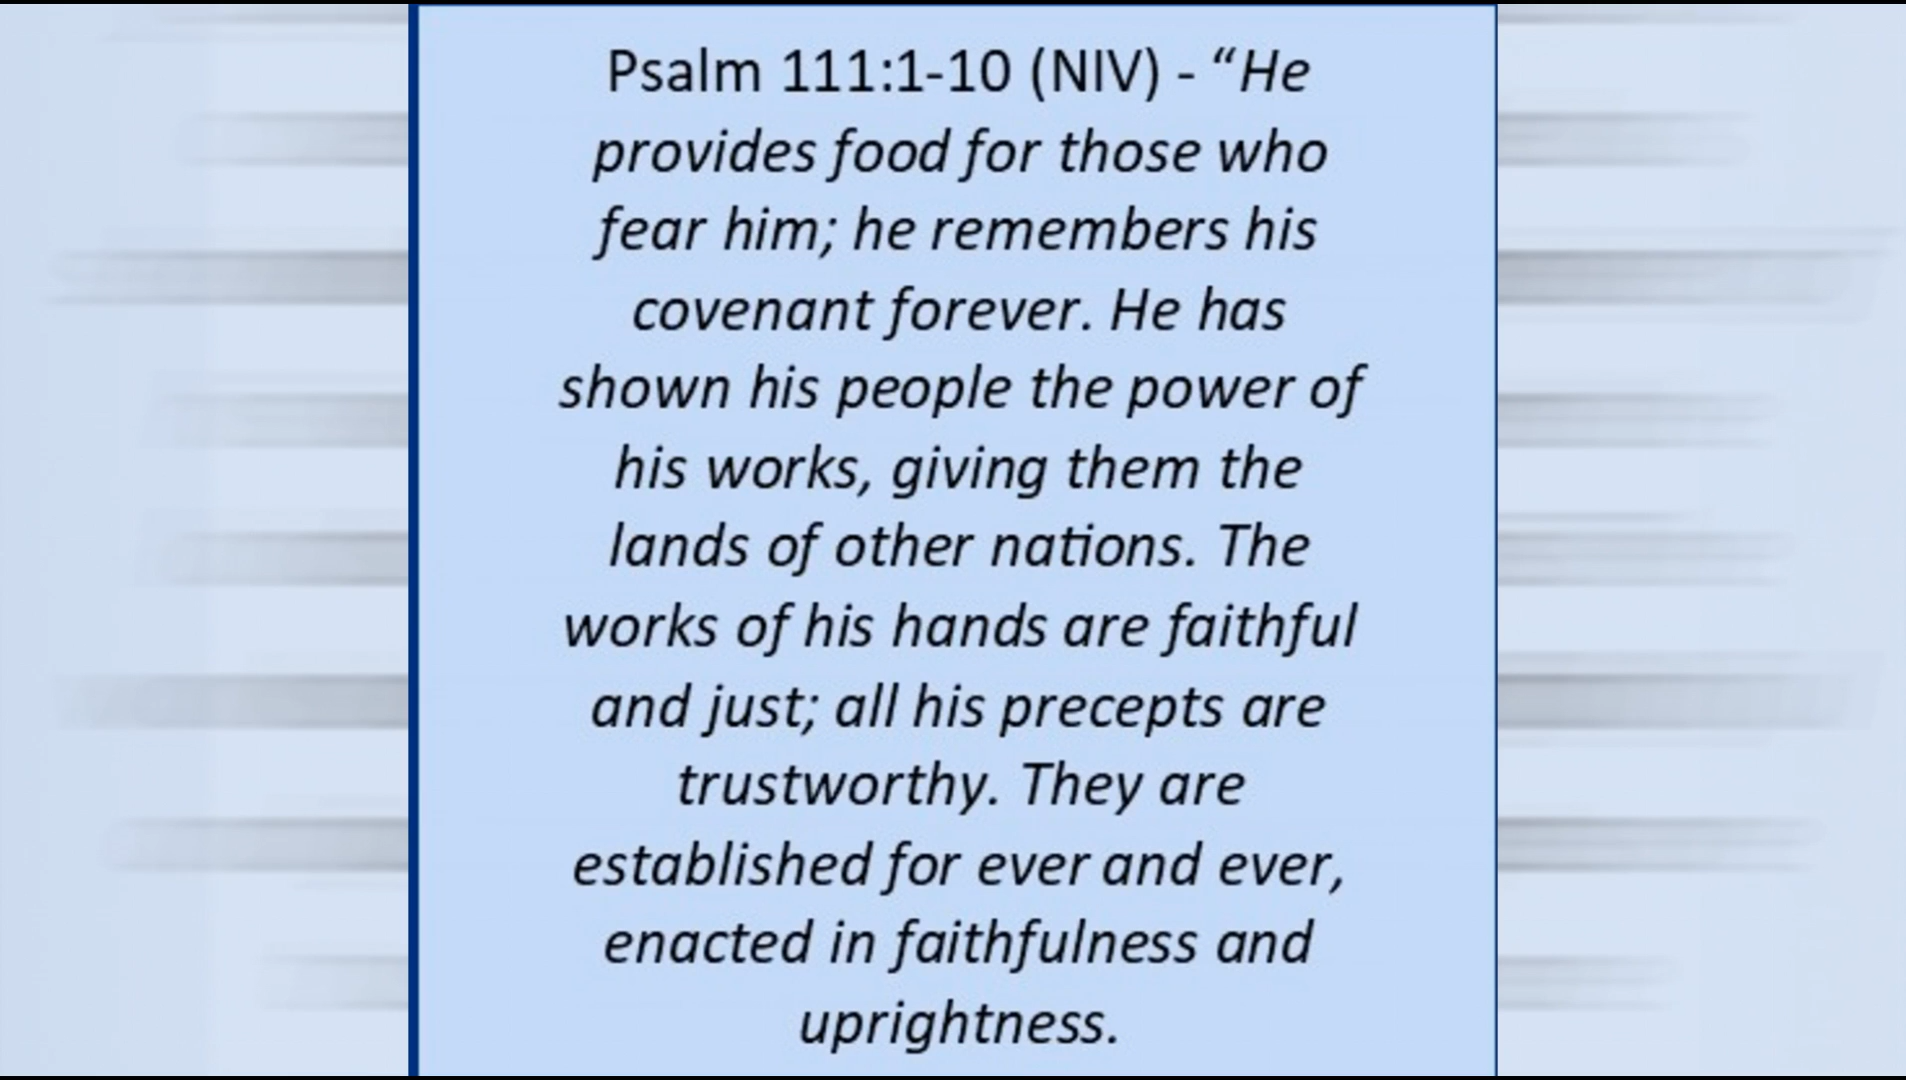 Psalm 111:1-10 (NIV) - “He
provides food for those who
fear him; he remembers his
covenant forever. He has
shown his people the power of
his works, giving them the
lands of other nations. The
works of his hands are faithful
and just; all his precepts are
trustworthy. They are
established for ever and ever,
enacted in faithfulness and
uprightness.